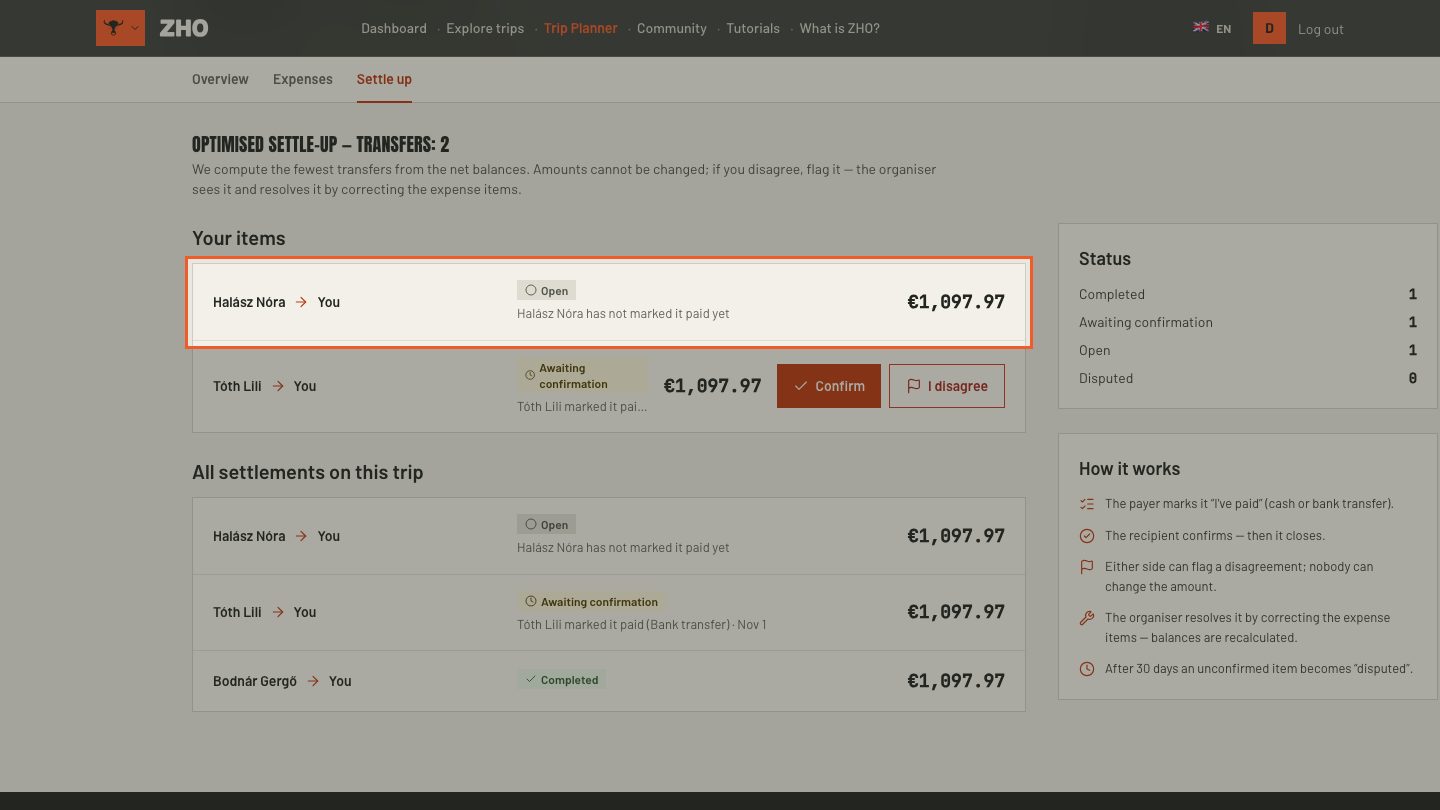 ZHO
Dashboard · Explore trips · Trip Planner · Community · Tutorials · What is ZHO?
EN
D
Log out
Overview
Expenses
Settle up
OPTIMISED SETTLE-UP – TRANSFERS: 2
We compute the fewest transfers from the net balances. Amounts cannot be changed; if you disagree, flag it — the organiser
sees it and resolves it by correcting the expense items.
Your items
Halász Nóra → You
Open
Halász Nóra has not marked it paid yet
€1,097.97
Tóth Lili → You
Awaiting
confirmation
Tóth Lili marked it pai…
€1,097.97
Confirm
I disagree
All settlements on this trip
Halász Nóra → You
Open
Halász Nóra has not marked it paid yet
€1,097.97
Tóth Lili → You
Awaiting confirmation
Tóth Lili marked it paid (Bank transfer) · Nov 1
€1,097.97
Bodnár Gergő → You
Completed
€1,097.97
Status
Completed 1
Awaiting confirmation 1
Open 1
Disputed 0
How it works
The payer marks it “I've paid” (cash or bank transfer).
The recipient confirms — then it closes.
Either side can flag a disagreement; nobody can
change the amount.
The organiser resolves it by correcting the expense
items — balances are recalculated.
After 30 days an unconfirmed item becomes “disputed”.